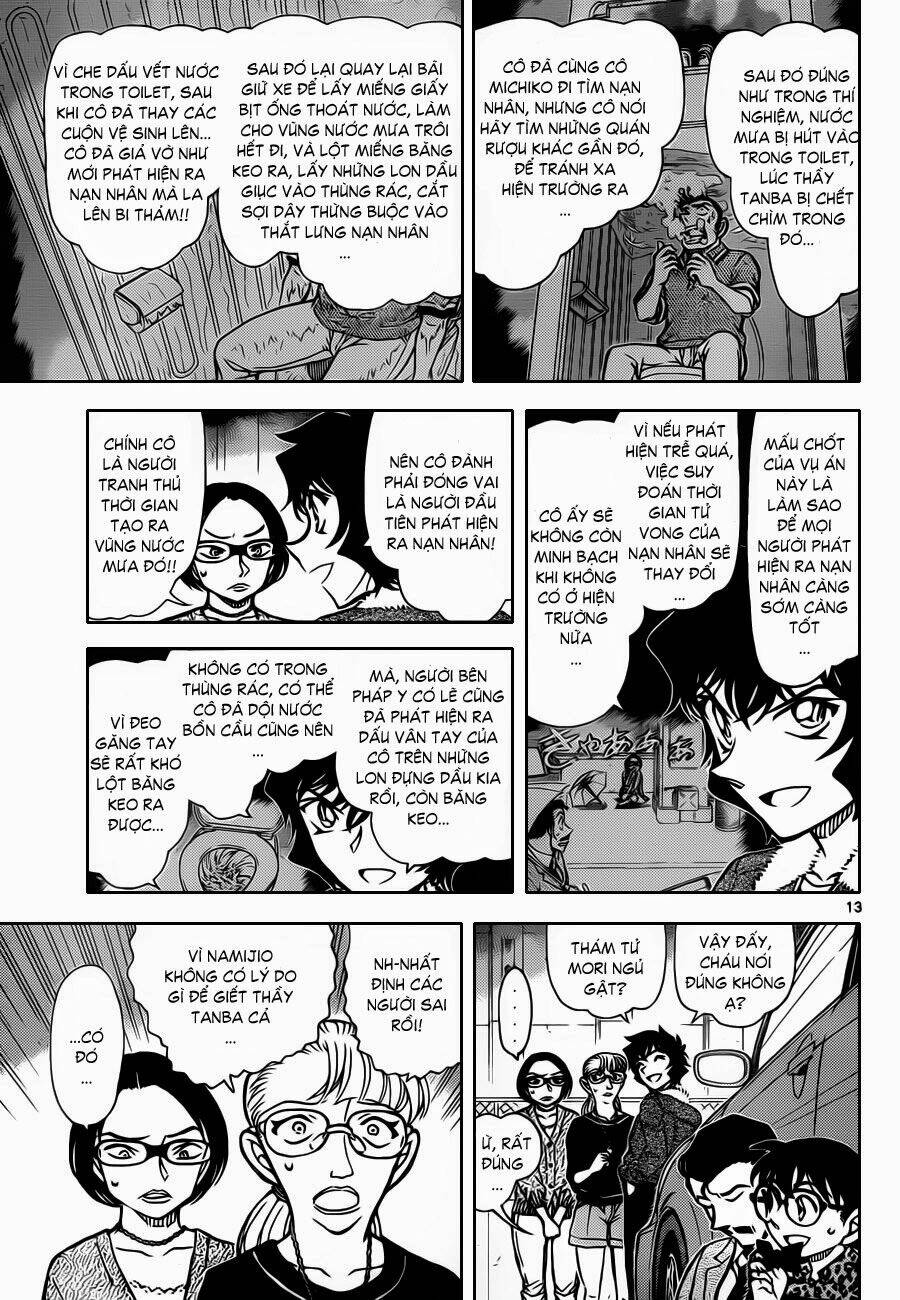 SAU ĐÓ ĐÚNG
NHƯ TRONG THÍ
NGHIỆM, NƯỚC
MƯA BỊ HÚT VÀO
TRONG TOILET,
LÚC THẦY
TANBA BỊ CHẾT
CHÌM TRONG
ĐÓ...
CÔ ĐÃ CÙNG CÔ
MICHIKO ĐI TÌM NẠN
NHÂN, NHƯNG CÔ NÓI
HÃY TÌM NHỮNG QUÁN
RƯỢU KHÁC GẦN ĐÓ,
ĐỂ TRÁNH XA
HIỆN TRƯỜNG RA
...
SAU ĐÓ LẠI QUAY LẠI BÃI
GIỮ XE ĐỂ LẤY MIẾNG GIẤY
BỊT ỐNG THOÁT NƯỚC, LÀM
CHO VŨNG NƯỚC MƯA TRÔI
HẾT ĐI, VÀ LỘT MIẾNG BĂNG
KEO RA, LẤY NHỮNG LON DẦU
GIỤC VÀO THÙNG RÁC, CẮT
SỢI DÂY THỪNG BUỘC VÀO
THẮT LƯNG NẠN NHÂN
...
VÌ CHE DẤU VẾT NƯỚC
TRONG TOILET, SAU
KHI CÔ ĐÃ THAY CÁC
CUỘN VỆ SINH LÊN...
CÔ ĐÃ GIẢ VỜ NHƯ
MỚI PHÁT HIỆN RA
NẠN NHÂN MÀ LA
LÊN BI THẢM!!
MẤU CHỐT
CỦA VỤ ÁN
NÀY LÀ
LÀM SAO
ĐỂ MỌI
NGƯỜI PHÁT
HIỆN RA NẠN
NHÂN CÀNG
SỚM CÀNG
TỐT
...
VÌ NẾU PHÁT
HIỆN TRỄ QUÁ,
VIỆC SUY
ĐOÁN THỜI
GIAN TỬ
VONG CỦA
NẠN NHÂN SẼ
THAY ĐỔI
...
CÔ ẤY SẼ
KHÔNG CÒN
MINH BẠCH
KHI KHÔNG
CÓ Ở HIỆN
TRƯỜNG
NỮA
...
きゃあああぁ
NÊN CÔ ĐÀNH
PHẢI ĐÓNG VAI
LÀ NGƯỜI ĐẦU
TIÊN PHÁT HIỆN
RA NẠN NHÂN!
CHÍNH CÔ
LÀ NGƯỜI
TRANH THỦ
THỜI GIAN
TẠO RA
VŨNG NƯỚC
MƯA ĐÓ!!
MÀ, NGƯỜI BÊN
PHÁP Y CÓ LẼ CŨNG
ĐÃ PHÁT HIỆN RA
DẤU VÂN TAY CỦA
CÔ TRÊN NHỮNG
LON ĐỰNG DẦU KIA
RỒI, CÒN BĂNG
KEO...
KHÔNG CÓ TRONG
THÙNG RÁC, CÓ THỂ
CÔ ĐÃ DỘI NƯỚC
BỒN CẦU CŨNG NÊN
...
VÌ ĐEO
GĂNG TAY
SẼ RẤT KHÓ
LỘT BĂNG
KEO RA
ĐƯỢC...
13
VẬY ĐẤY,
CHÁU NÓI
ĐÚNG KHÔNG
Ạ?
THÁM TỬ
MORI NGỦ
GẬT?
....
Ừ, RẤT
ĐÚNG
...
NH-NHẤT
ĐỊNH CÁC
NGƯỜI SAI
RỒI!
VÌ NAMIJIO
KHÔNG CÓ LÝ DO
GÌ ĐỂ GIẾT THẦY
TANBA CẢ
...
...CÓ
ĐÓ
...